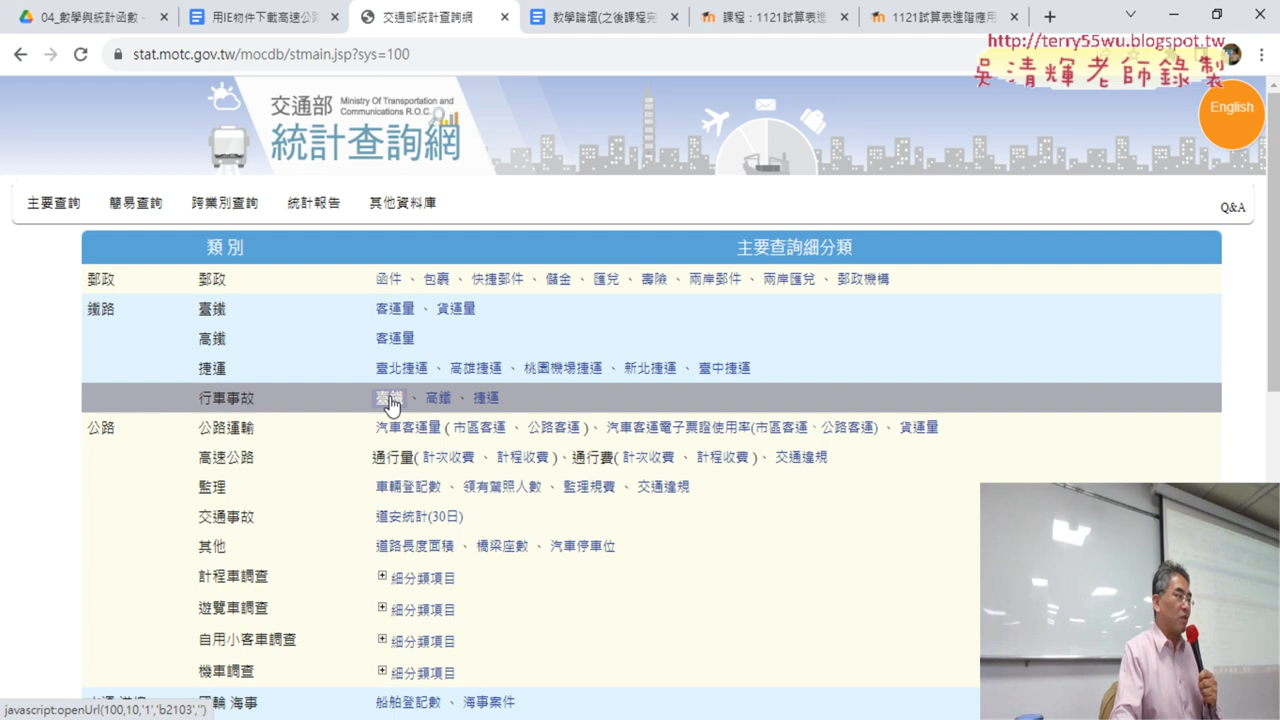 04_數學與統計函數 -
用IE物件下載高速公
交通部統計查詢網
教學論壇(之後課程完
課程：1121試算表進
1121試算表進階應用
stat.motc.gov.tw/mocdb/stmain.jsp?sys=100
http://terry55wu.blogspot.tw
吳清輝老師錄製
交通部 Ministry Of Transportation and
Communications R.O.C.
統計查詢網
English
主要查詢 簡易查詢 跨業別查詢 統計報告 其他資料庫 Q&A
類 別 主要查詢細分類
郵政 郵政 函件 、 包裹 、 快捷郵件 、 儲金 、 匯兌 、 壽險 、 兩岸郵件 、 兩岸匯兌 、 郵政機構
鐵路 臺鐵 客運量 、 貨運量
高鐵 客運量
捷運 臺北捷運 、 高雄捷運 、 桃園機場捷運 、 新北捷運 、 臺中捷運
行車事故 臺鐵 、 高鐵 、 捷運
公路 公路運輸 汽車客運量 ( 市區客運 、 公路客運 )、 汽車客運電子票證使用率(市區客運、公路客運) 、 貨運量
高速公路 通行量( 計次收費 、 計程收費 )、通行費( 計次收費 、 計程收費 )、 交通違規
監理 車輛登記數 、 領有駕照人數 、 監理規費 、 交通違規
交通事故 道安統計(30日)
其他 道路長度面積 、 橋梁座數 、 汽車停車位
計程車調查 細分類項目
遊覽車調查 細分類項目
自用小客車調查 細分類項目
機車調查 細分類項目
國輪 海事 船舶登記數 、 海事案件
javascript:openUrl(100,10,'1','b2103','')